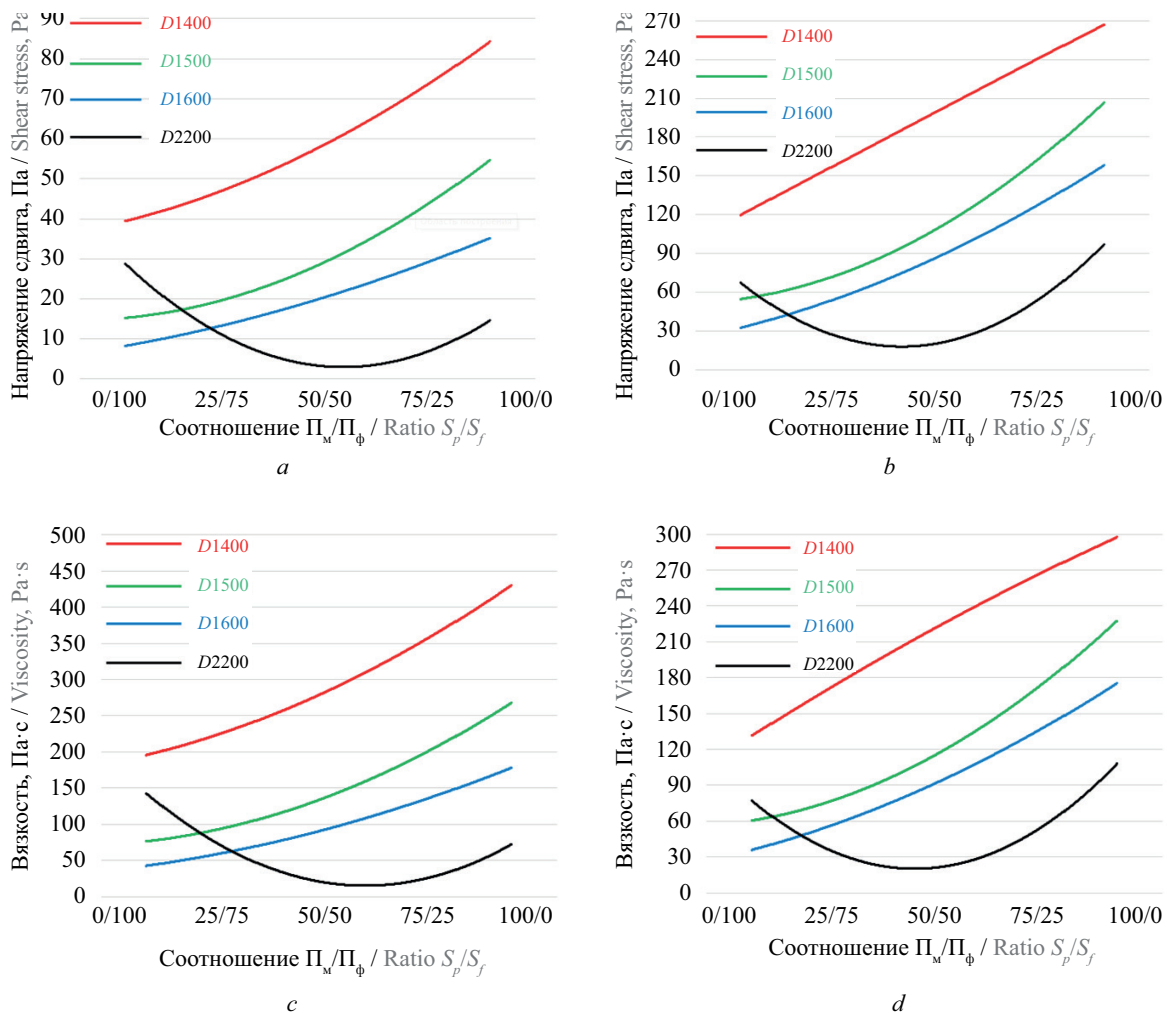 Напряжение сдвига, Па / Shear stress, Pa
90
80
70
60
50
40
30
20
10
0
D1400
D1500
D1600
D2200
0/100 25/75 50/50 75/25 100/0
Соотношение Пм/Пф / Ratio Sp/Sf
a
Напряжение сдвига, Па / Shear stress, Pa
270
240
210
180
150
120
90
60
30
0
D1400
D1500
D1600
D2200
0/100 25/75 50/50 75/25 100/0
Соотношение Пм/Пф / Ratio Sp/Sf
b
Вязкость, Па·с / Viscosity, Pa·s
500
450
400
350
300
250
200
150
100
50
0
D1400
D1500
D1600
D2200
0/100 25/75 50/50 75/25 100/0
Соотношение Пм/Пф / Ratio Sp/Sf
c
Вязкость, Па·с / Viscosity, Pa·s
300
270
240
210
180
150
120
90
60
30
0
D1400
D1500
D1600
D2200
0/100 25/75 50/50 75/25 100/0
Соотношение Пм/Пф / Ratio Sp/Sf
d